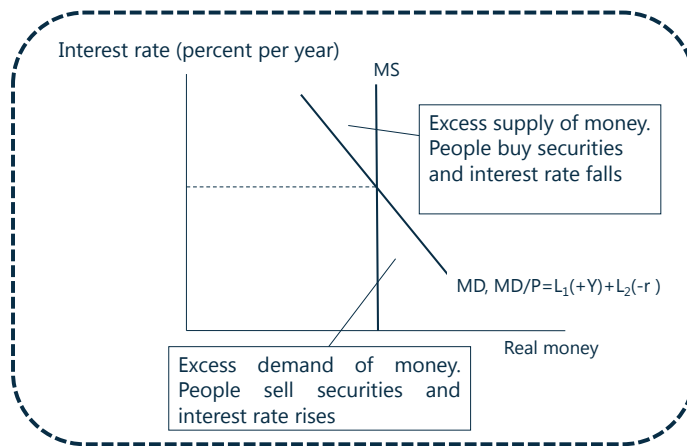 Interest rate (percent per year)
MS
Excess supply of money.
People buy securities
and interest rate falls
MD, MD/P=L₁(+Y)+L₂(-r )
Real money
Excess demand of money.
People sell securities and
interest rate rises